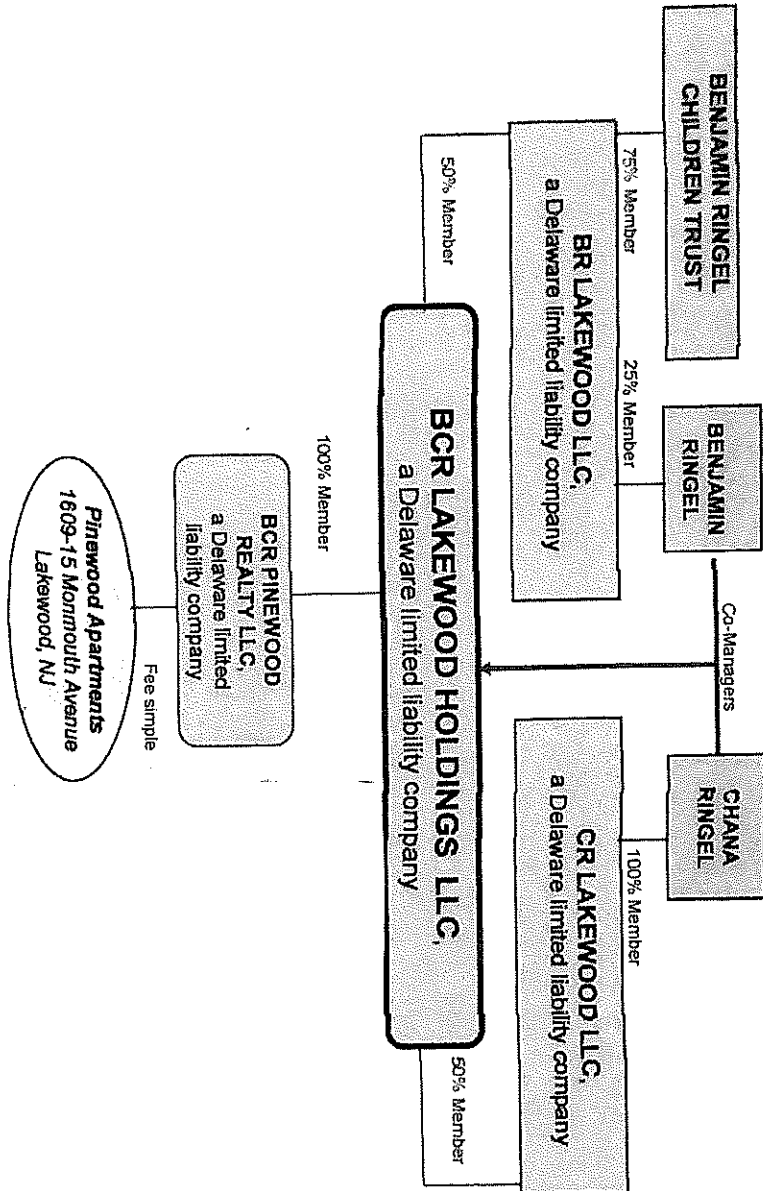 BENJAMIN RINGEL
CHILDREN TRUST
BENJAMIN
RINGEL
Co-Managers
CHANA
RINGEL
75% Member
25% Member
100% Member
BR LAKEWOOD LLC,
a Delaware limited liability company
CR LAKEWOOD LLC,
a Delaware limited liability company
50% Member
50% Member
BCR LAKEWOOD HOLDINGS LLC,
a Delaware limited liability company
100% Member
BCR PINEWOOD
REALTY LLC,
a Delaware limited
liability company
Fee simple
Pinewood Apartments
1609-15 Monmouth Avenue
Lakewood, NJ